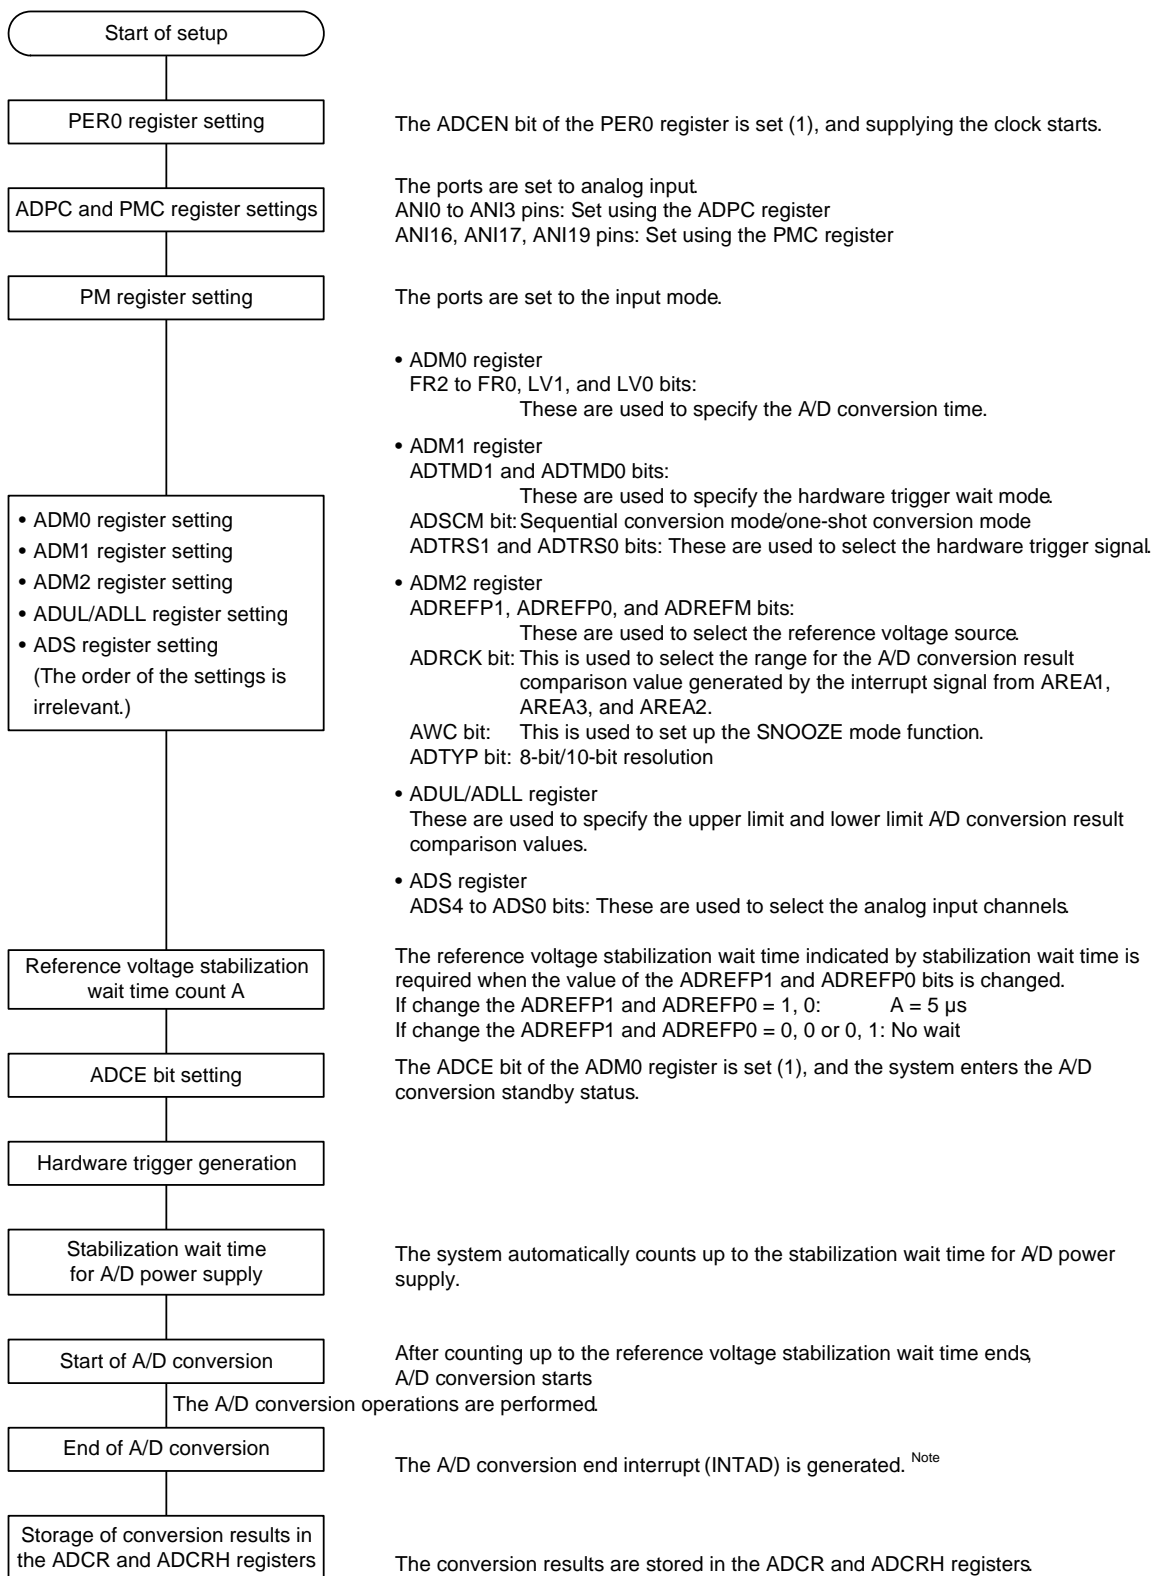 Start of setup
PER0 register setting
The ADCEN bit of the PER0 register is set (1), and supplying the clock starts.
ADPC and PMC register settings
The ports are set to analog input.
ANI0 to ANI3 pins: Set using the ADPC register
ANI16, ANI17, ANI19 pins: Set using the PMC register
PM register setting
The ports are set to the input mode.
• ADM0 register setting
• ADM1 register setting
• ADM2 register setting
• ADUL/ADLL register setting
• ADS register setting
(The order of the settings is
irrelevant.)
• ADM0 register
FR2 to FR0, LV1, and LV0 bits:
These are used to specify the A/D conversion time.
• ADM1 register
ADTMD1 and ADTMD0 bits:
These are used to specify the hardware trigger wait mode.
ADSCM bit: Sequential conversion mode/one-shot conversion mode
ADTRS1 and ADTRS0 bits: These are used to select the hardware trigger signal.
• ADM2 register
ADREFP1, ADREFP0, and ADREFM bits:
These are used to select the reference voltage source.
ADRCK bit: This is used to select the range for the A/D conversion result
comparison value generated by the interrupt signal from AREA1,
AREA3, and AREA2.
AWC bit: This is used to set up the SNOOZE mode function.
ADTYP bit: 8-bit/10-bit resolution
• ADUL/ADLL register
These are used to specify the upper limit and lower limit A/D conversion result
comparison values.
• ADS register
ADS4 to ADS0 bits: These are used to select the analog input channels.
Reference voltage stabilization
wait time count A
The reference voltage stabilization wait time indicated by stabilization wait time is
required when the value of the ADREFP1 and ADREFP0 bits is changed.
If change the ADREFP1 and ADREFP0 = 1, 0: A = 5 µs
If change the ADREFP1 and ADREFP0 = 0, 0 or 0, 1: No wait
ADCE bit setting
The ADCE bit of the ADM0 register is set (1), and the system enters the A/D
conversion standby status.
Hardware trigger generation
Stabilization wait time
for A/D power supply
The system automatically counts up to the stabilization wait time for A/D power
supply.
Start of A/D conversion
After counting up to the reference voltage stabilization wait time ends,
A/D conversion starts
The A/D conversion operations are performed.
End of A/D conversion
The A/D conversion end interrupt (INTAD) is generated. Note
Storage of conversion results in
the ADCR and ADCRH registers
The conversion results are stored in the ADCR and ADCRH registers.